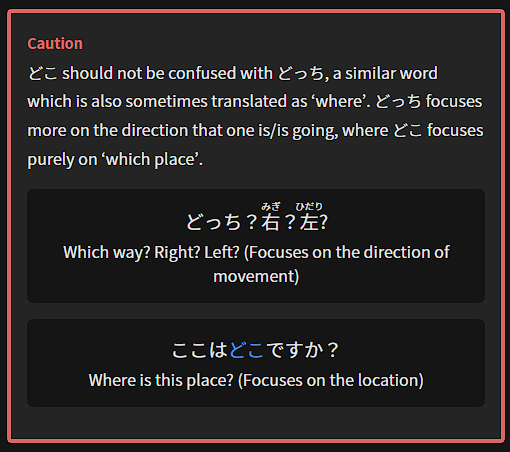 Caution
どこ should not be confused with どっち, a similar word
which is also sometimes translated as ‘where’. どっち focuses
more on the direction that one is/is going, where どこ focuses
purely on ‘which place’.
みぎ ひだり
どっち？右？左?
Which way? Right? Left? (Focuses on the direction of
movement)
ここはどこですか？
Where is this place? (Focuses on the location)